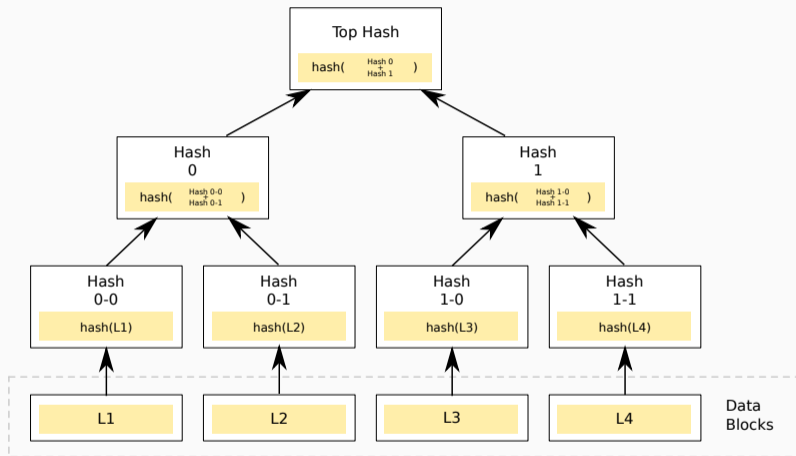 Top Hash
hash( Hash 0 + Hash 1 )
Hash
0
hash( Hash 0-0 + Hash 0-1 )
Hash
1
hash( Hash 1-0 + Hash 1-1 )
Hash
0-0
hash(L1)
Hash
0-1
hash(L2)
Hash
1-0
hash(L3)
Hash
1-1
hash(L4)
L1
L2
L3
L4
Data
Blocks